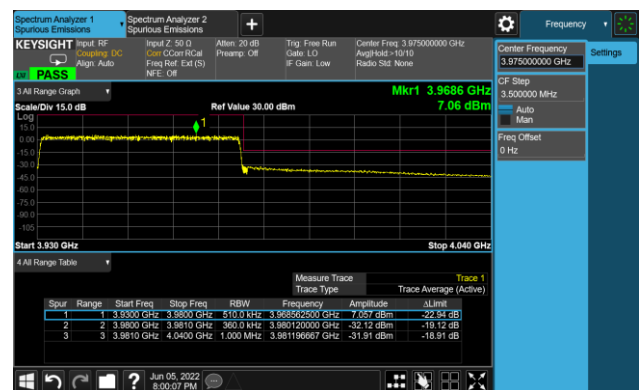 Spectrum Analyzer 1
Spurious Emissions
Spectrum Analyzer 2
Spurious Emissions
+
Frequency
KEYSIGHT
Input: RF
Coupling: DC
Align: Auto
Input Z: 50 Ω
Corr CCorr RCal
Freq Ref: Ext (S)
NFE: Off
Atten: 20 dB
Preamp: Off
Trig: Free Run
Gate: LO
IF Gain: Low
Center Freq: 3.975000000 GHz
Avg|Hold:>10/10
Radio Std: None
PASS
Center Frequency
3.975000000 GHz
Settings
CF Step
3.500000 MHz
Auto
Man
Freq Offset
0 Hz
3 All Range Graph
Scale/Div 15.0 dB
Ref Value 30.00 dBm
Mkr1 3.9686 GHz
7.06 dBm
Log
15.0
0.00
-15.0
-30.0
-45.0
-60.0
-75.0
-90.0
-105
1
Start 3.930 GHz
Stop 4.040 GHz
4 All Range Table
Measure Trace Trace 1
Trace Type Trace Average (Active)
Spur Range Start Freq Stop Freq RBW Frequency Amplitude ΔLimit
1 1 3.9300 GHz 3.9800 GHz 510.0 kHz 3.968562500 GHz 7.057 dBm -22.94 dB
2 2 3.9800 GHz 3.9810 GHz 360.0 kHz 3.980120000 GHz -32.12 dBm -19.12 dB
3 3 3.9810 GHz 4.0400 GHz 1.000 MHz 3.981196667 GHz -31.91 dBm -18.91 dB
?
Jun 05, 2022
8:00:07 PM